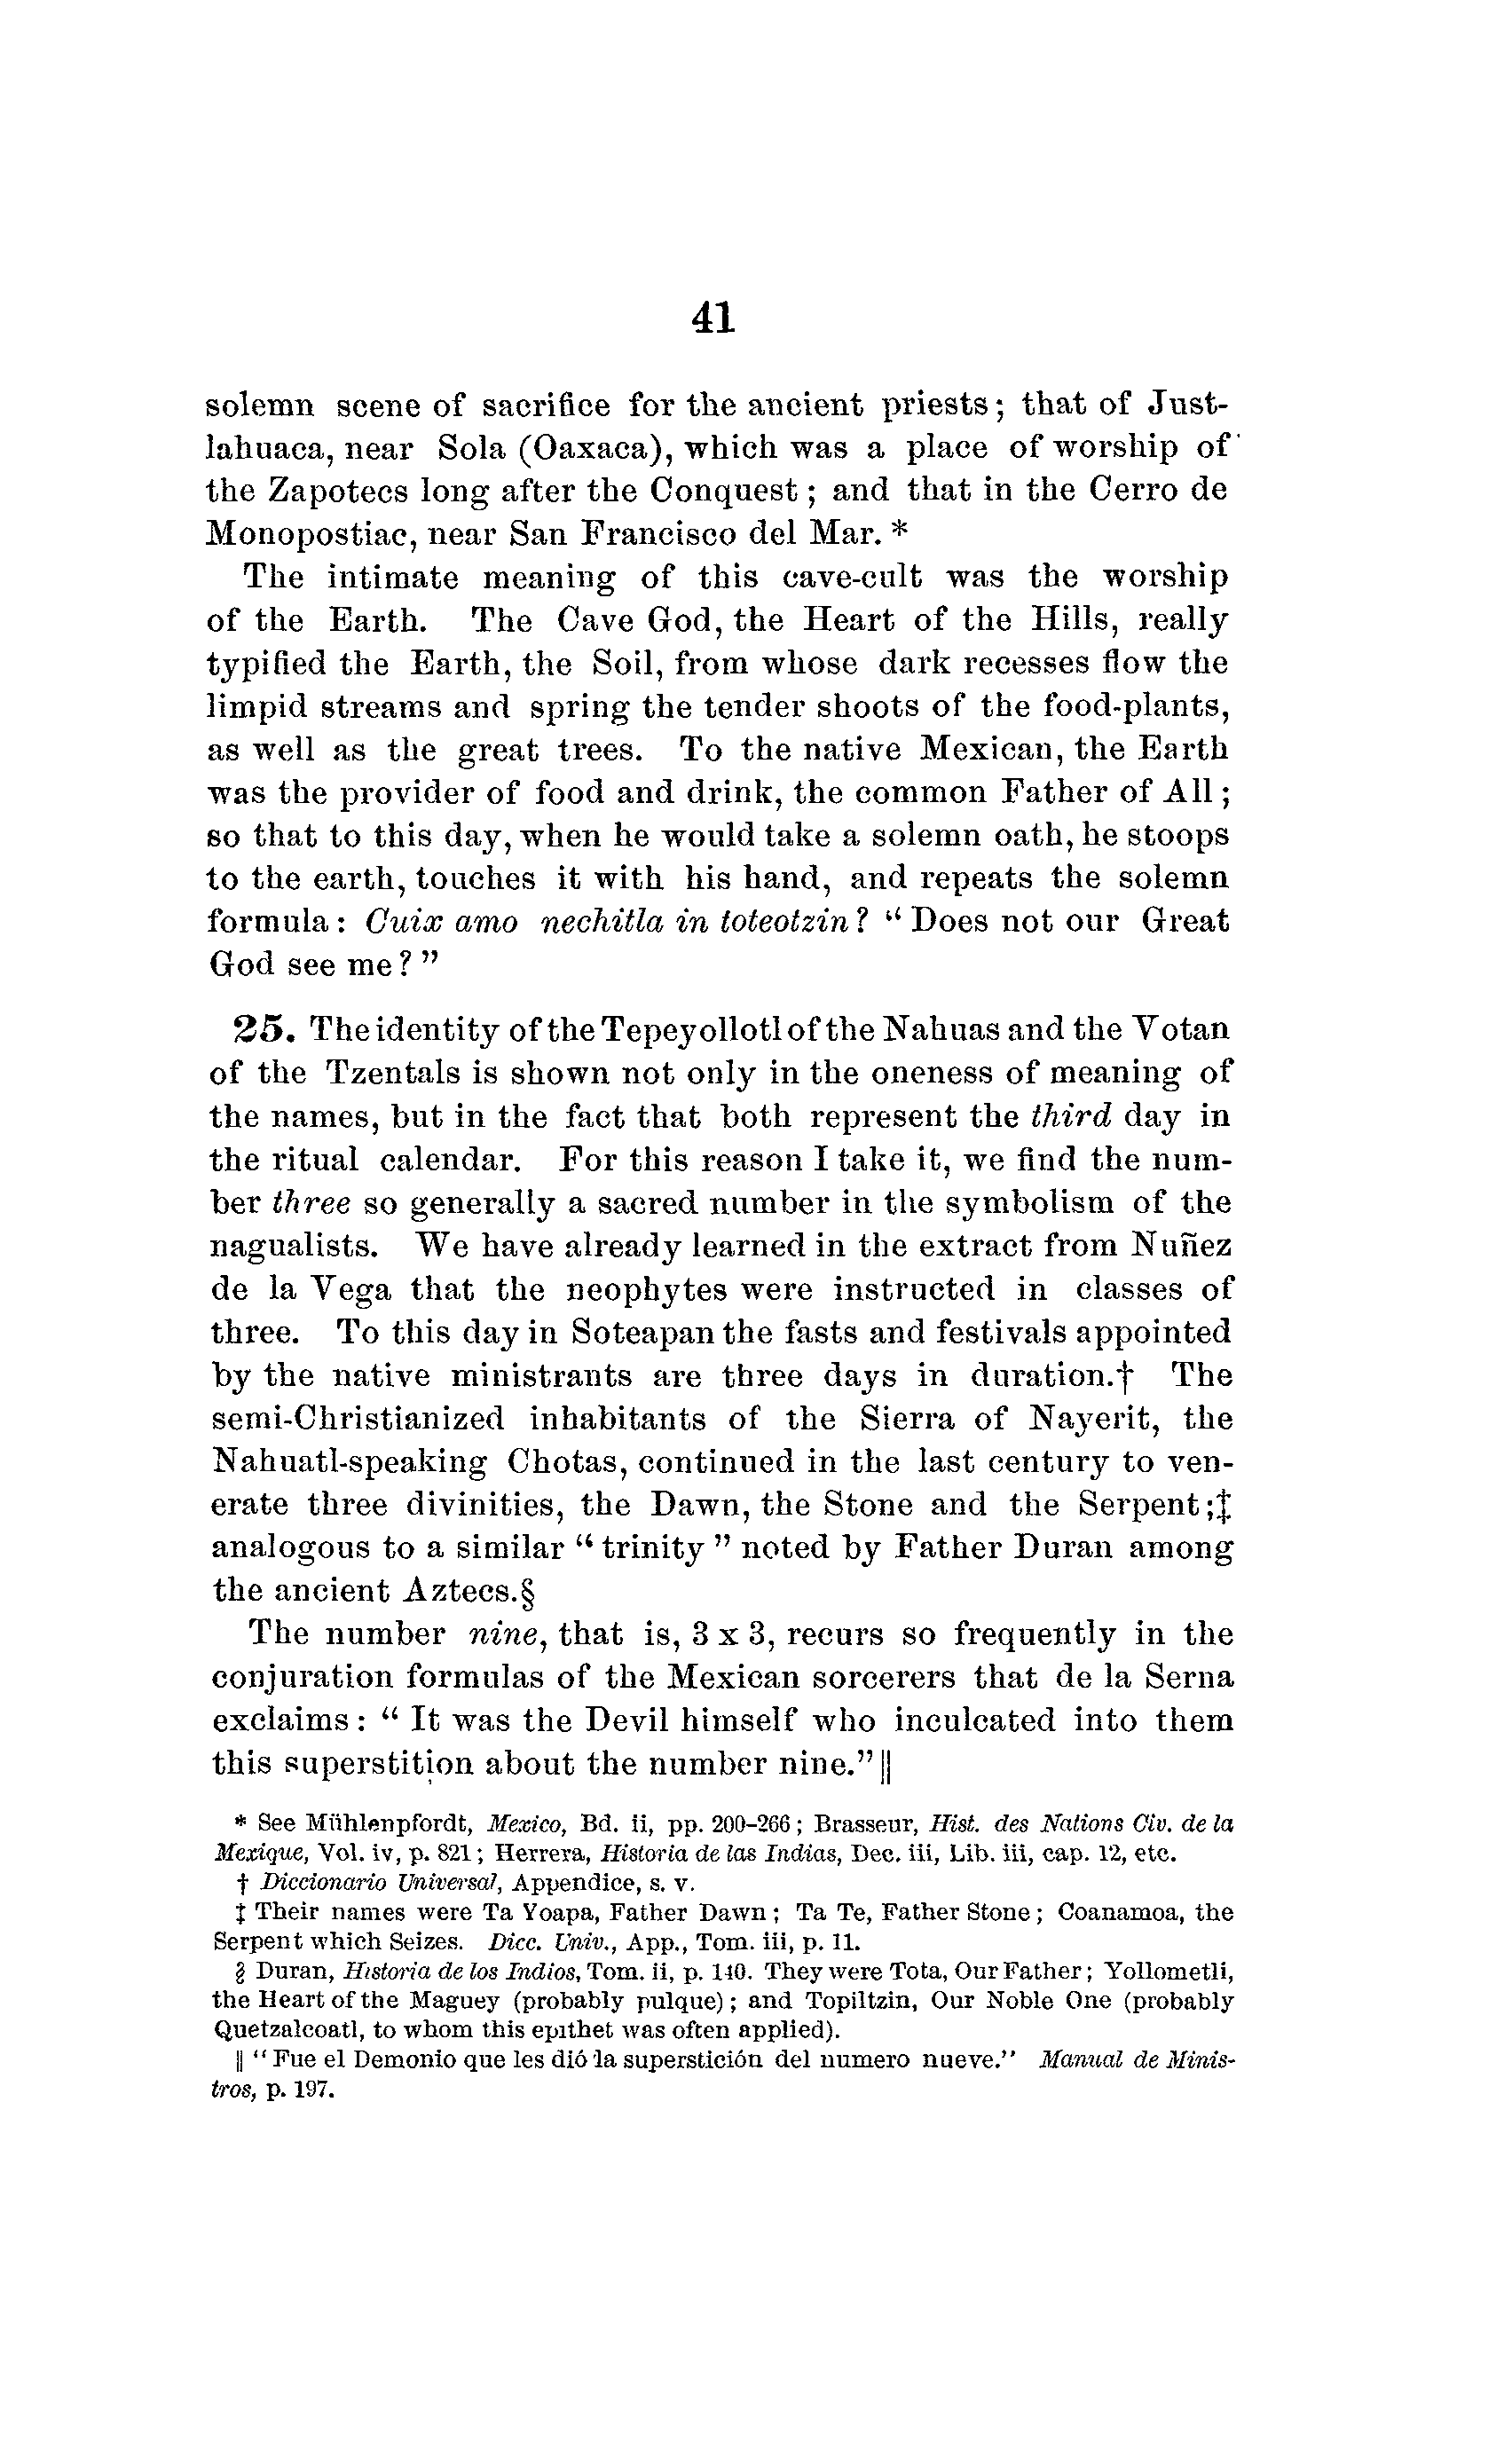 41
solemn scene of sacrifice for the ancient priests; that of Just-
lahuaca, near Sola (Oaxaca), which was a place of worship of
the Zapotecs long after the Conquest; and that in the Cerro de
Monopostiac, near San Francisco del Mar. *
The intimate meaning of this cave-cult was the worship
of the Earth. The Cave God, the Heart of the Hills, really
typified the Earth, the Soil, from whose dark recesses flow the
limpid streams and spring the tender shoots of the food-plants,
as well as the great trees. To the native Mexican, the Earth
was the provider of food and drink, the common Father of All;
so that to this day, when he would take a solemn oath, he stoops
to the earth, touches it with his hand, and repeats the solemn
formula: Cuix amo nechitla in toteotzin? "Does not our Great
God see me?"
25. The identity of the Tepeyollotl of the Nahuas and the Votan
of the Tzentals is shown not only in the oneness of meaning of
the names, but in the fact that both represent the third day in
the ritual calendar. For this reason I take it, we find the num-
ber three so generally a sacred number in the symbolism of the
nagualists. We have already learned in the extract from Nuñez
de la Vega that the neophytes were instructed in classes of
three. To this day in Soteapan the fasts and festivals appointed
by the native ministrants are three days in duration.† The
semi-Christianized inhabitants of the Sierra of Nayerit, the
Nahuatl-speaking Chotas, continued in the last century to ven-
erate three divinities, the Dawn, the Stone and the Serpent;‡
analogous to a similar "trinity" noted by Father Duran among
the ancient Aztecs.§
The number nine, that is, 3 x 3, recurs so frequently in the
conjuration formulas of the Mexican sorcerers that de la Serna
exclaims: "It was the Devil himself who inculcated into them
this superstition about the number nine."‖
* See Mühlenpfordt, Mexico, Bd. ii, pp. 200-266; Brasseur, Hist. des Nations Civ. de la
Mexique, Vol. iv, p. 821; Herrera, Historia de las Indias, Dec. iii, Lib. iii, cap. 12, etc.
† Diccionario Universal, Appendice, s. v.
‡ Their names were Ta Yoapa, Father Dawn; Ta Te, Father Stone; Coanamoa, the
Serpent which Seizes. Dicc. Univ., App., Tom. iii, p. 11.
§ Duran, Historia de los Indios, Tom. ii, p. 140. They were Tota, Our Father; Yollometli,
the Heart of the Maguey (probably pulque); and Topiltzin, Our Noble One (probably
Quetzalcoatl, to whom this epithet was often applied).
‖ "Fue el Demonio que les dió la superstición del numero nueve." Manual de Minis-
tros, p. 197.